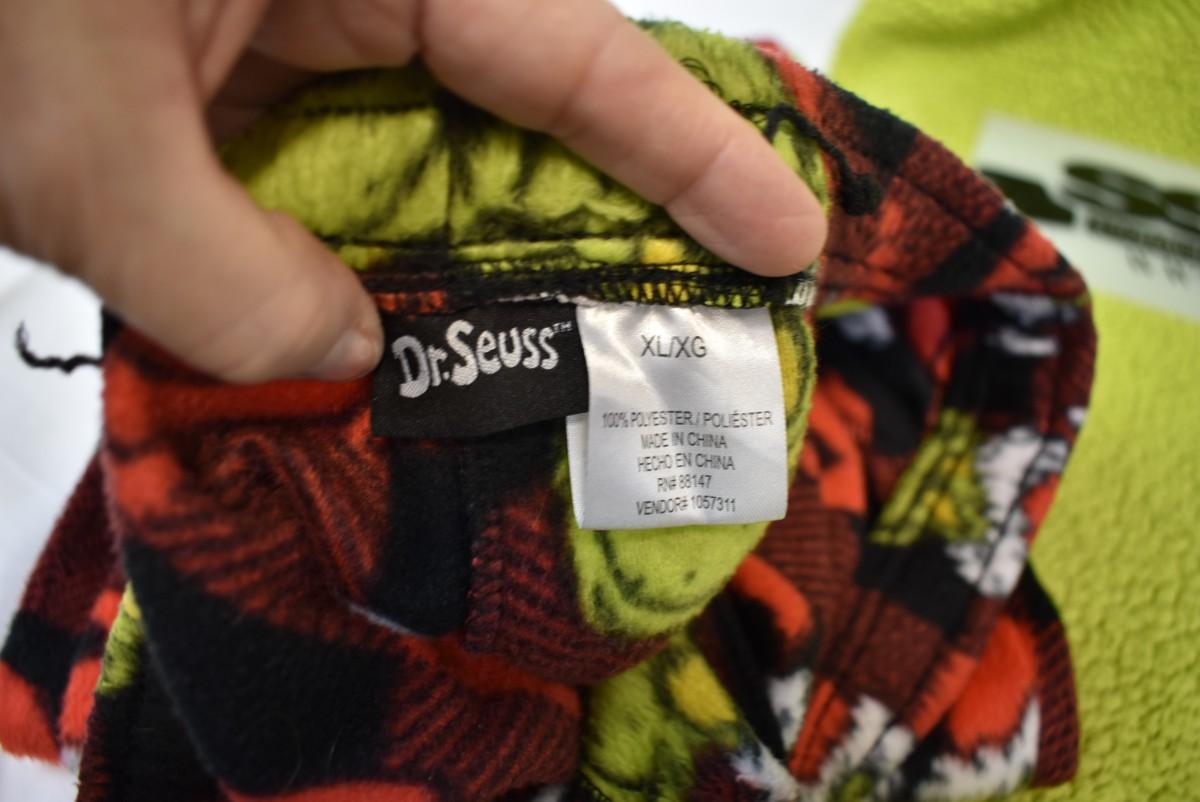 Dr. Seuss™
XL/XG
100% POLYESTER / POLIÉSTER
MADE IN CHINA
HECHO EN CHINA
RN# 88147
VENDOR# 1057311